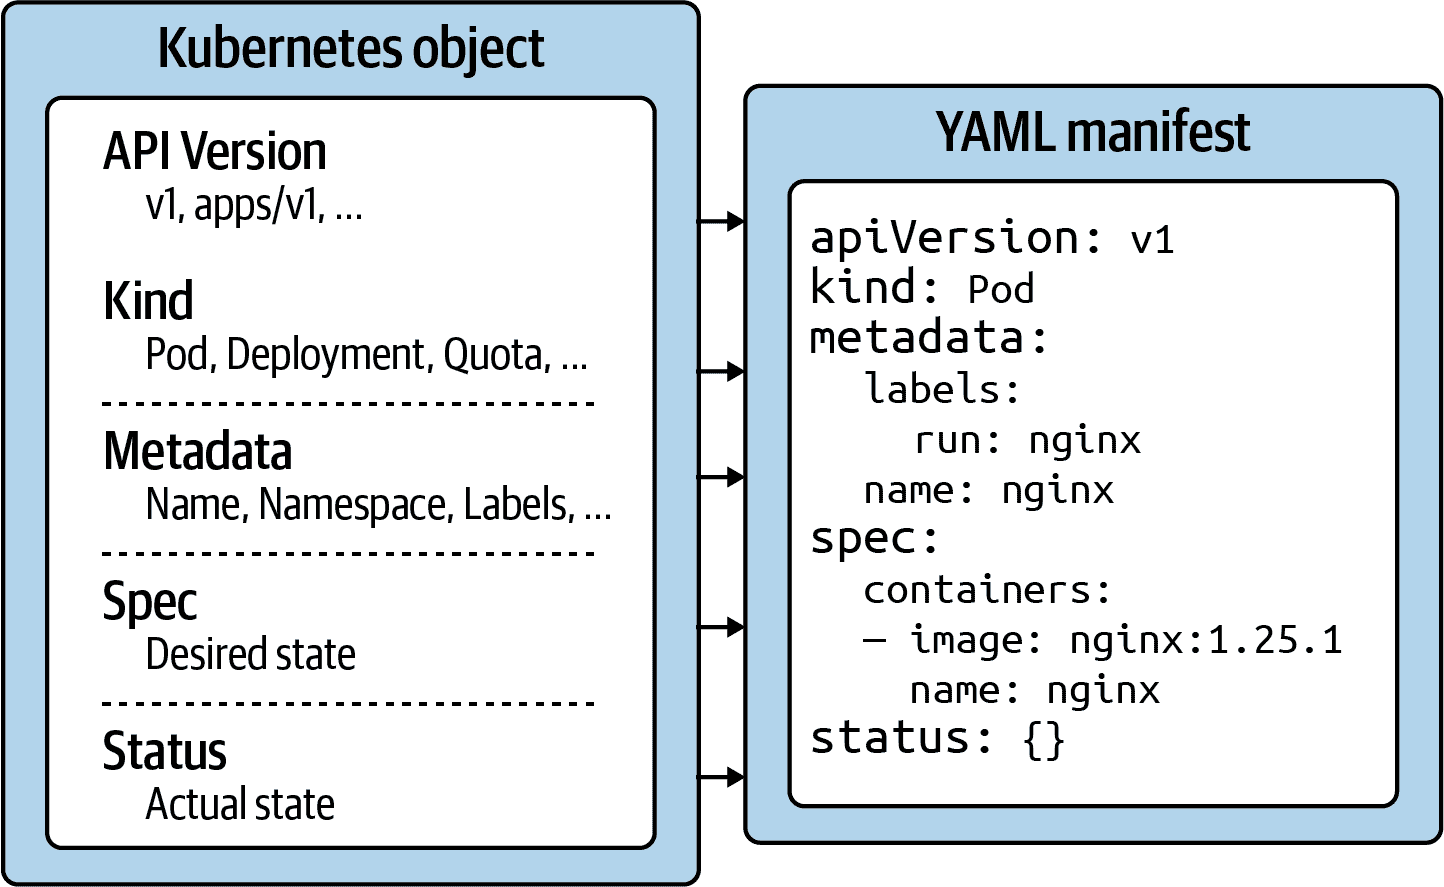 Kubernetes object
API Version
v1, apps/v1, ...
Kind
Pod, Deployment, Quota, ...
Metadata
Name, Namespace, Labels, ...
Spec
Desired state
Status
Actual state
YAML manifest
apiVersion: v1
kind: Pod
metadata:
  labels:
    run: nginx
  name: nginx
spec:
  containers:
  – image: nginx:1.25.1
    name: nginx
status: {}